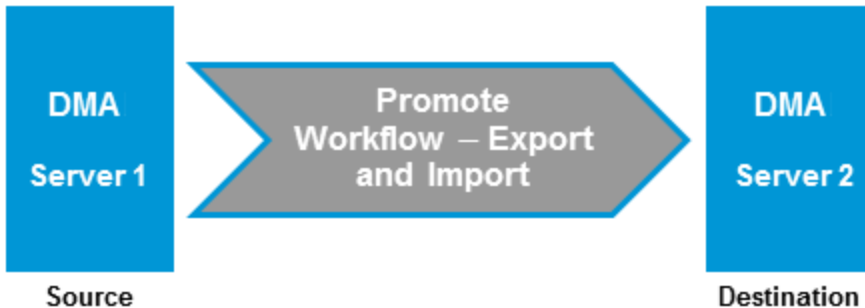 DMA
Server 1
Promote
Workflow – Export
and Import
DMA
Server 2
Source
Destination